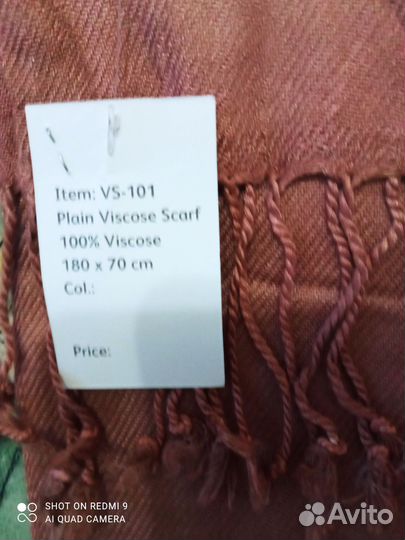 Item: VS-101
Plain Viscose Scarf
100% Viscose
180 x 70 cm
Col.:
Price:
SHOT ON REDMI 9
AI QUAD CAMERA
Avito